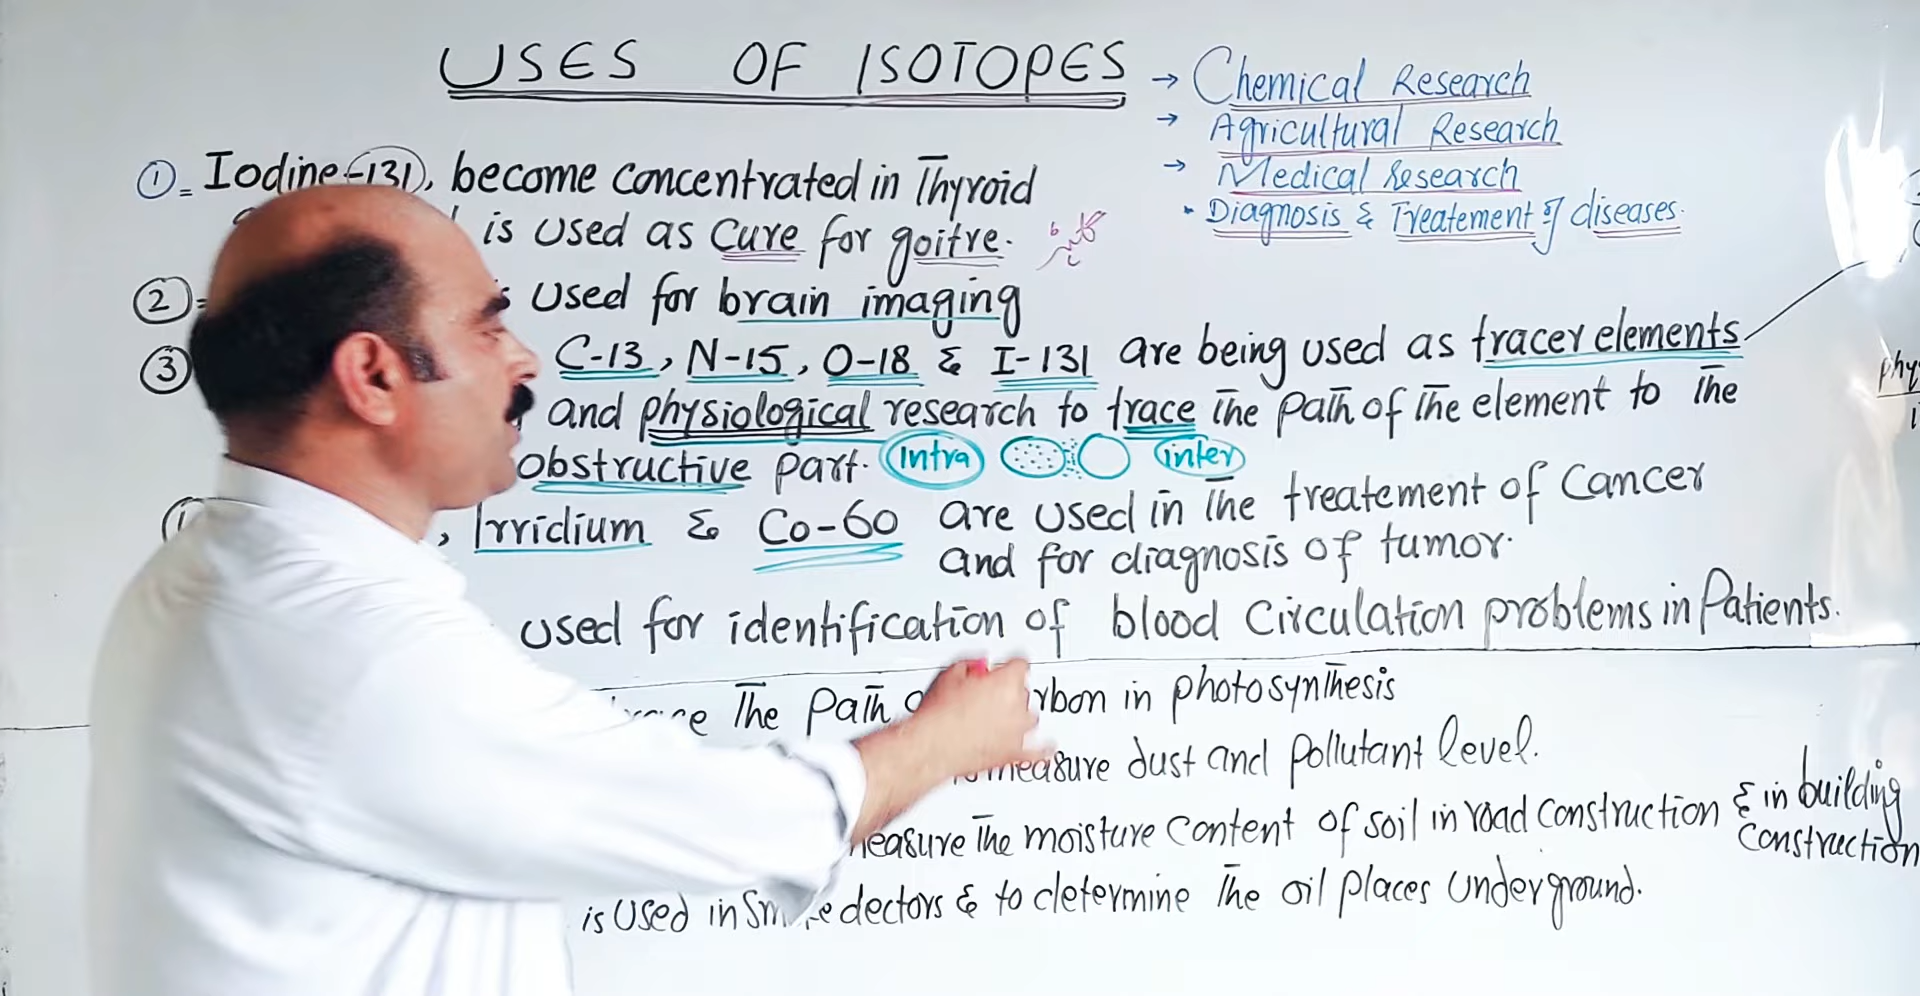 USES OF ISOTOPES
→ Chemical Research
→ Agricultural Research
→ Medical Research
• Diagnosis & Treatement of diseases.
① = Iodine-131, become concentrated in Thyroid
is used as cure for goitre.
② = used for brain imaging
③ C-13, N-15, O-18 & I-131 are being used as tracer elements
and physiological research to trace The path of The element to The
obstructive part. intra inter
, Irridium & Co-60 are used in The treatement of Cancer
and for diagnosis of tumor.
used for identification of blood Circulation problems in Patients.
The path in photosynthesis
measure dust and pollutant level.
The moisture content of soil in road construction & in building
construction
is used in dectors & to determine The oil places underground.
phy